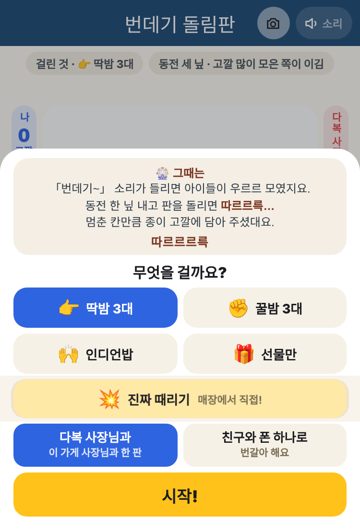 번데기 돌림판
소리
걸린 것 · 👉 딱밤 3대
동전 세 닢 · 고깔 많이 모은 쪽이 이김
나
0
다복
🎡 그때는
「번데기~」 소리가 들리면 아이들이 우르르 모였지요.
동전 한 닢 내고 판을 돌리면 따르르륵…
멈춘 칸만큼 종이 고깔에 담아 주셨대요.
따르르르륵
무엇을 걸까요?
👉 딱밤 3대
✊ 꿀밤 3대
🙌 인디언밥
🎁 선물만
💥 진짜 때리기 매장에서 직접!
다복 사장님과
이 가게 사장님과 한 판
친구와 폰 하나로
번갈아 해요
시작!